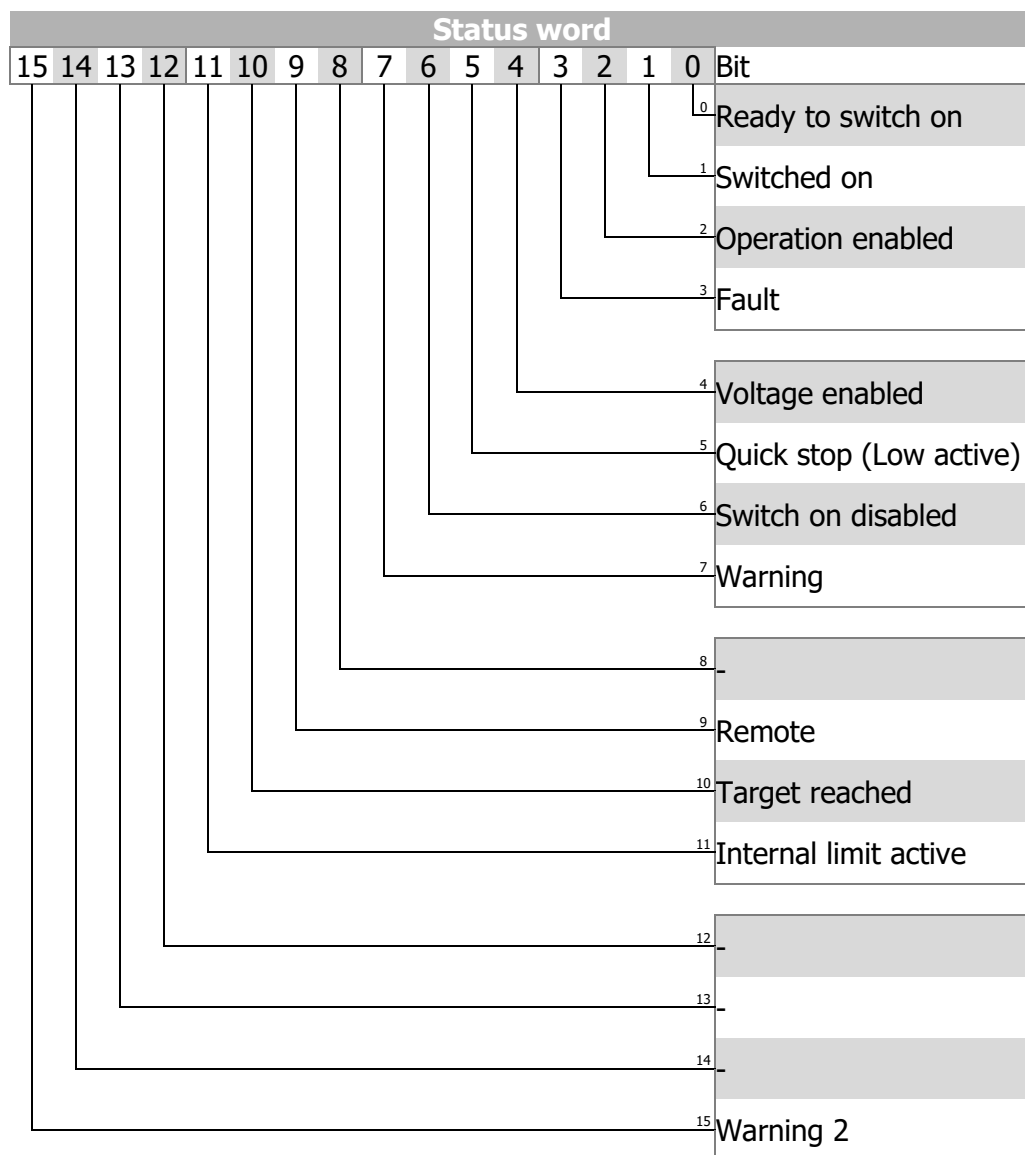 Status word
15 14 13 12 11 10 9 8 7 6 5 4 3 2 1 0 Bit
0 Ready to switch on
1 Switched on
2 Operation enabled
3 Fault
4 Voltage enabled
5 Quick stop (Low active)
6 Switch on disabled
7 Warning
8 -
9 Remote
10 Target reached
11 Internal limit active
12 -
13 -
14 -
15 Warning 2